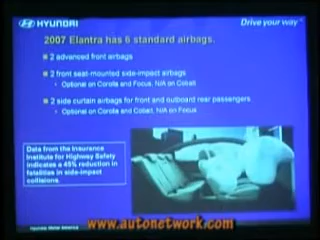 HYUNDAI
Drive your way™
2007 Elantra has 6 standard airbags.
2 advanced front airbags
2 front seat-mounted side-impact airbags
• Optional on Corolla and Focus, N/A on Cobalt
2 side curtain airbags for front and outboard rear passengers
• Optional on Corolla and Cobalt, N/A on Focus
Data from the Insurance
Institute for Highway Safety
indicates a 45% reduction in
fatalities in side-impact
collisions.
Hyundai Motor America
www.autonetwork.com